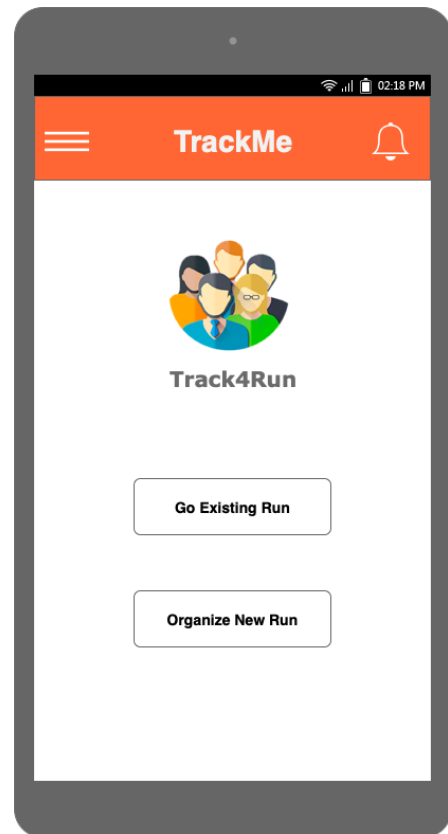 02:18 PM
TrackMe
Track4Run
Go Existing Run
Organize New Run